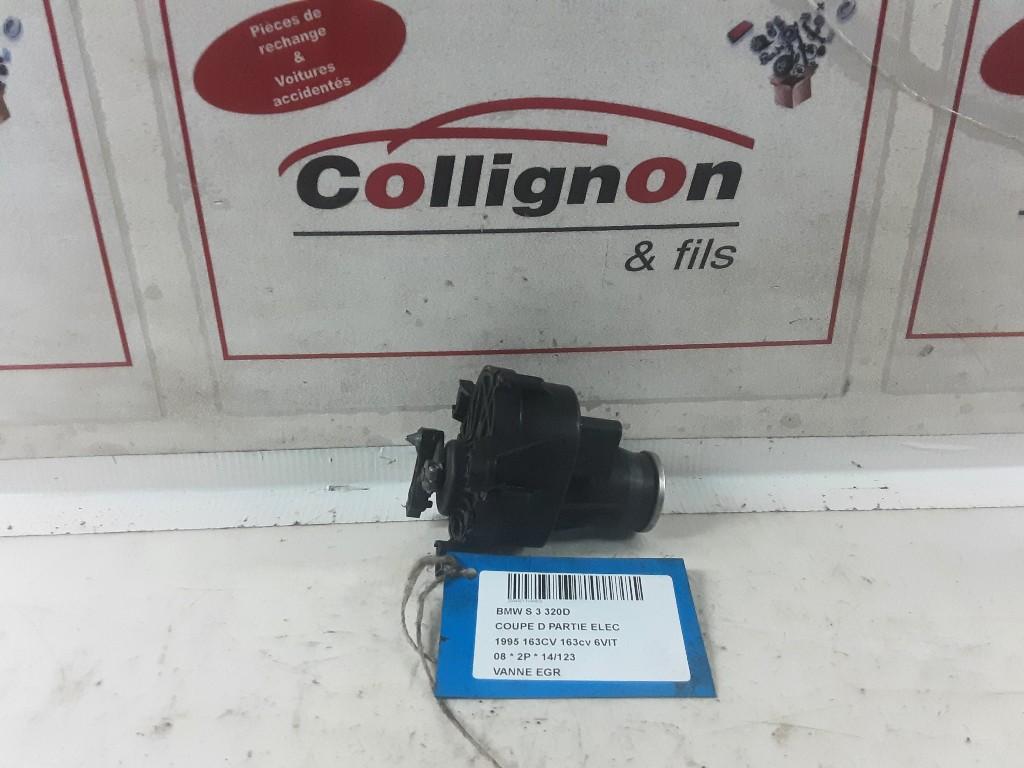 Pièces de
rechange
&
Voitures
accidentés
Collignon
& fils
BMW S 3 320D
COUPE D PARTIE ELEC
1995 163CV 163cv 6VIT
08 * 2P * 14/123
VANNE EGR